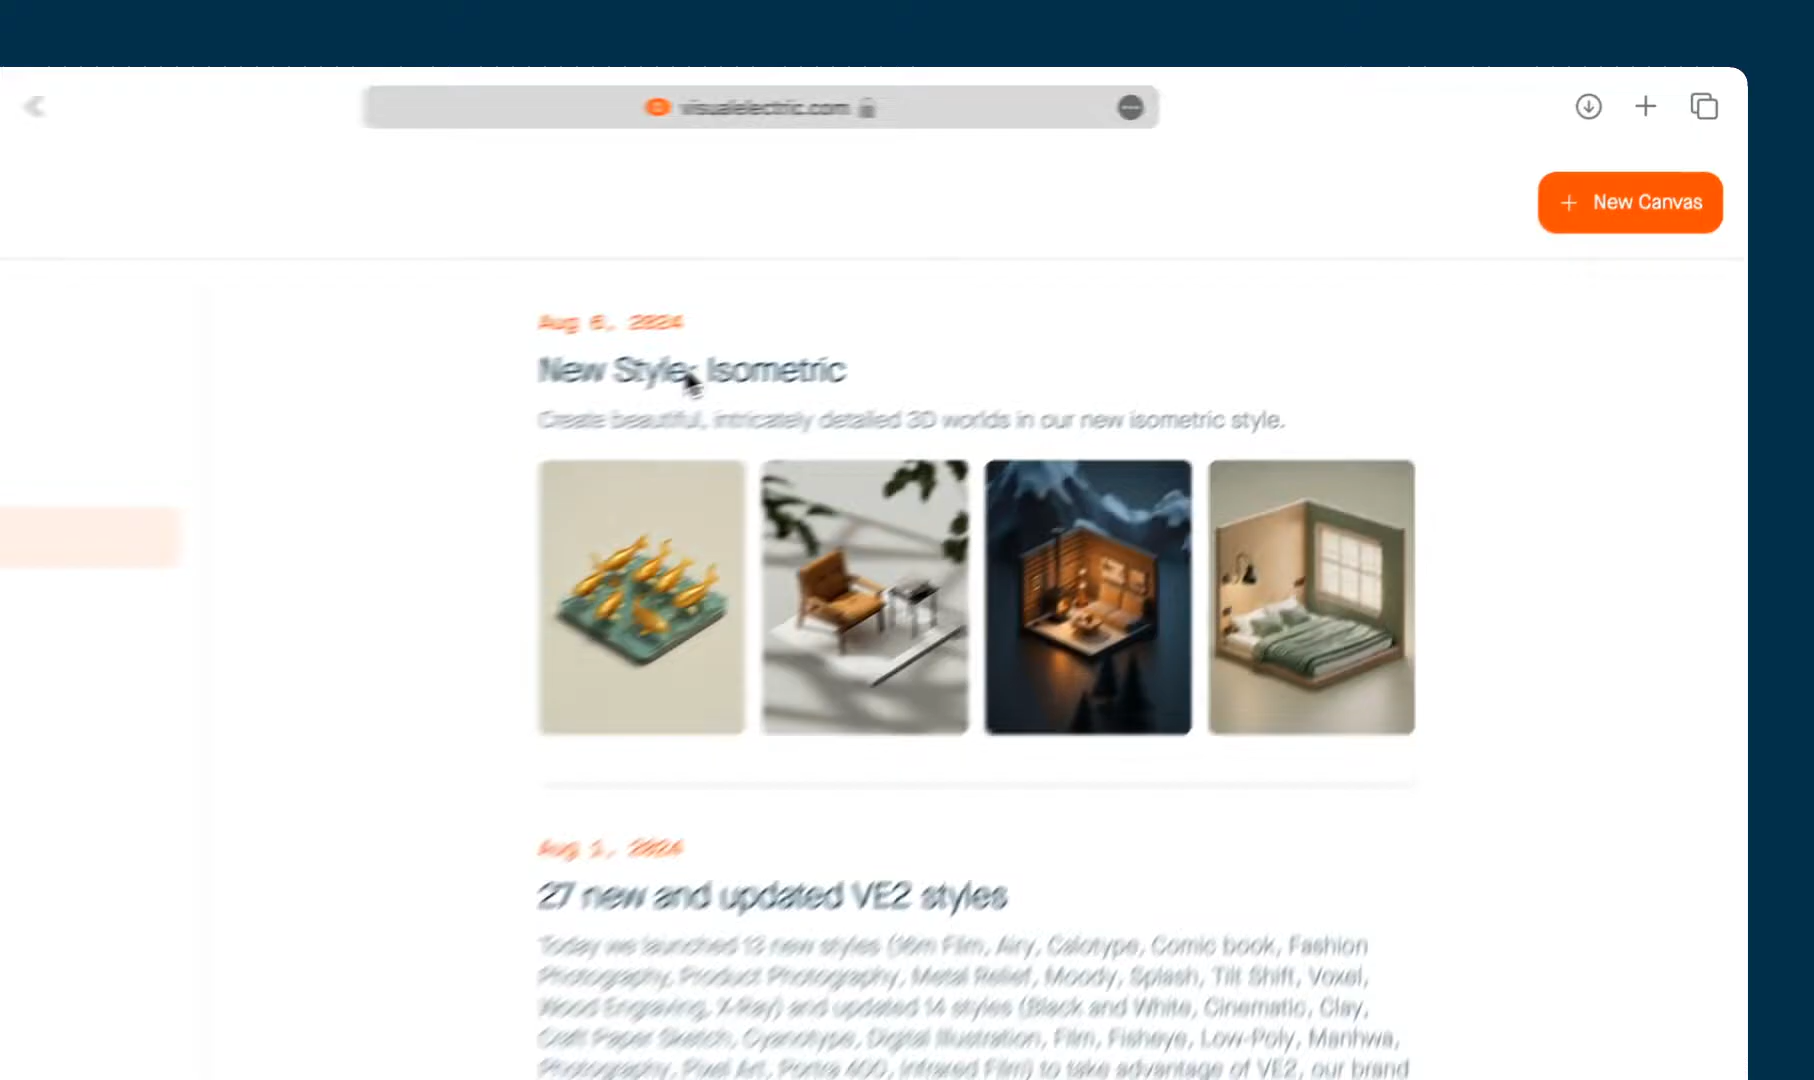 visualelectric.com
+ New Canvas
Aug 6, 2024
New Style: Isometric
Create beautiful, intricately detailed 3D worlds in our new isometric style.
Aug 1, 2024
27 new and updated VE2 styles
Today we launched 13 new styles (35m Film, Airy, Calotype, Comic book, Fashion
Photography, Product Photography, Metal Relief, Moody, Splash, Tilt Shift, Voxel,
Wood Engraving, X-Ray) and updated 14 styles (Black and White, Cinematic, Clay,
Craft Paper Sketch, Cyanotype, Digital Illustration, Film, Fisheye, Low-Poly, Manhwa,
Photography, Pixel Art, Portra 400, Infrared Film) to take advantage of VE2, our brand